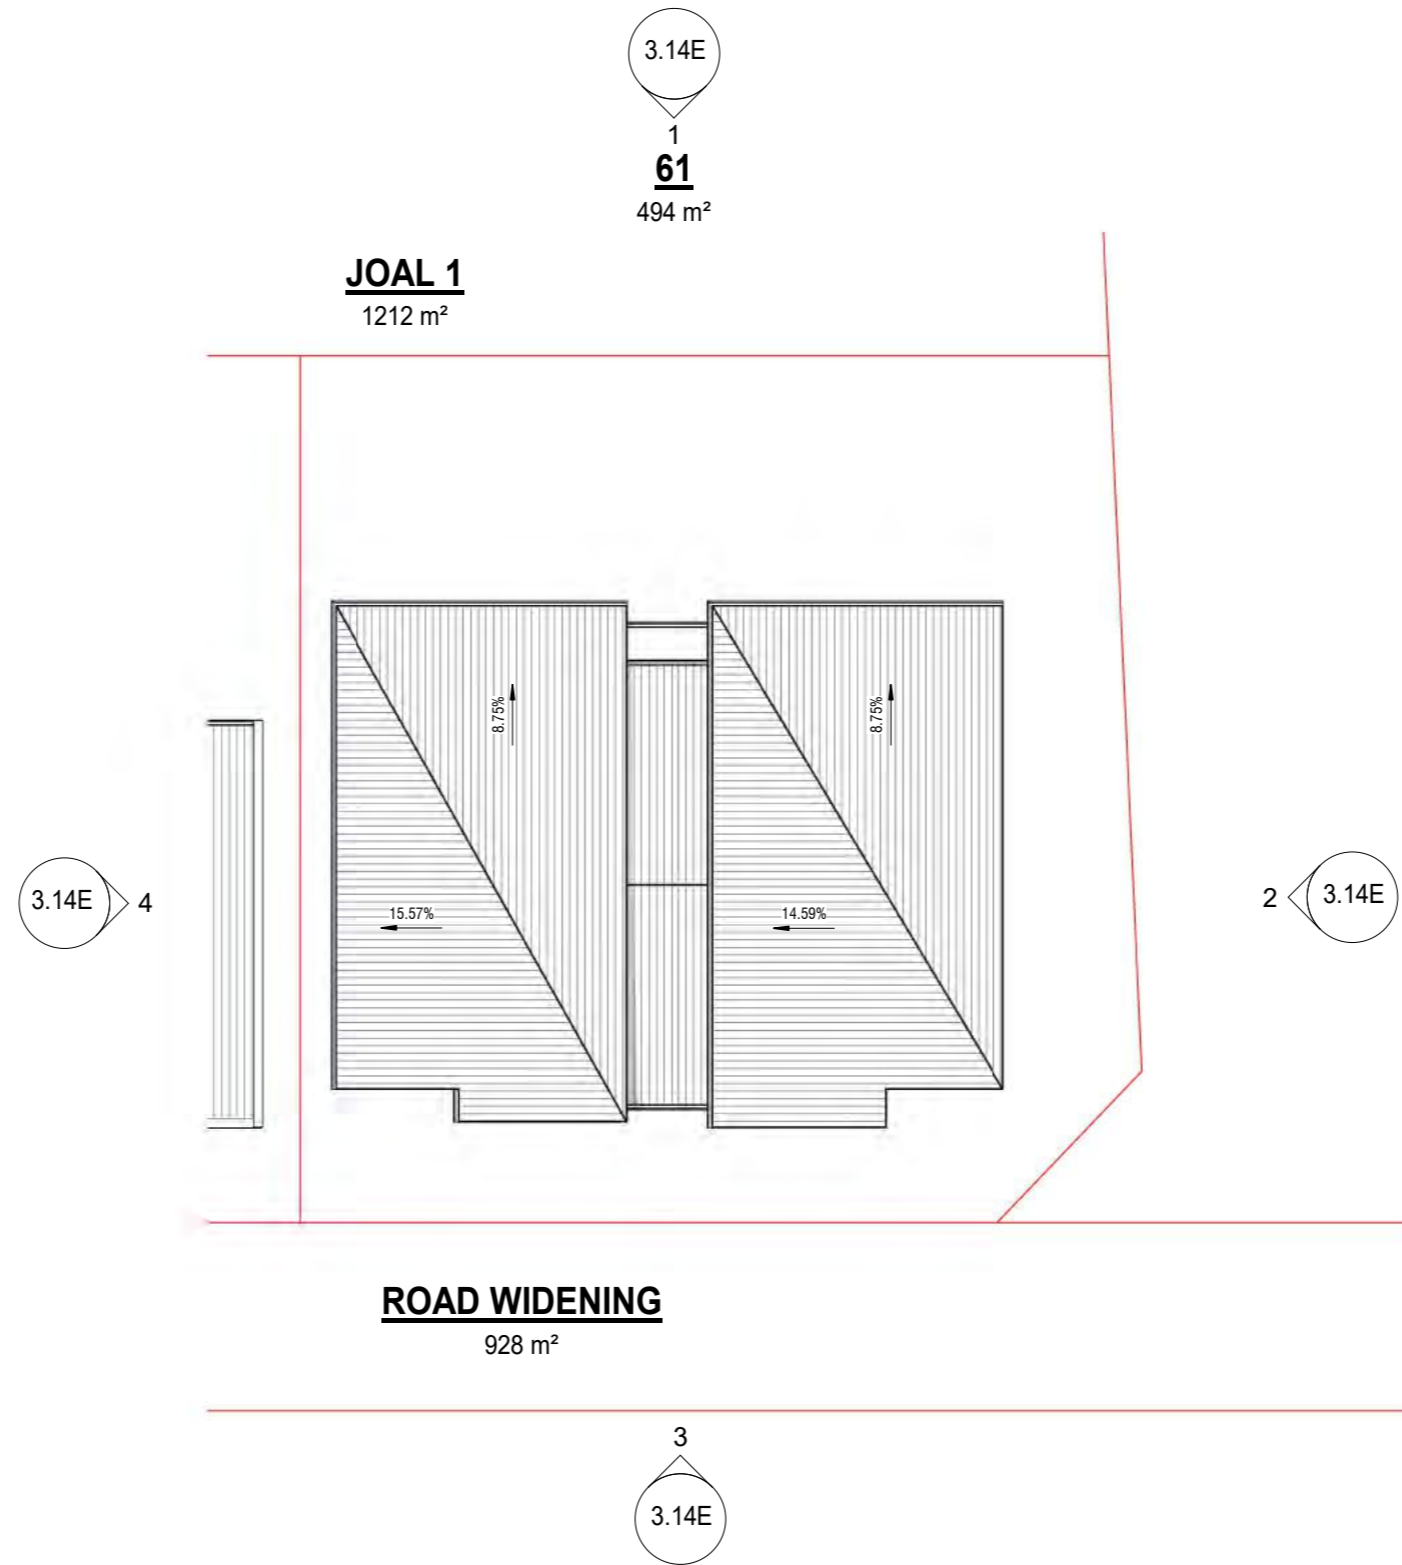 3.14E
1
61
494 m²
JOAL 1
1212 m²
8.75%
8.75%
3.14E
4
15.57%
14.59%
2
3.14E
ROAD WIDENING
928 m²
3
3.14E